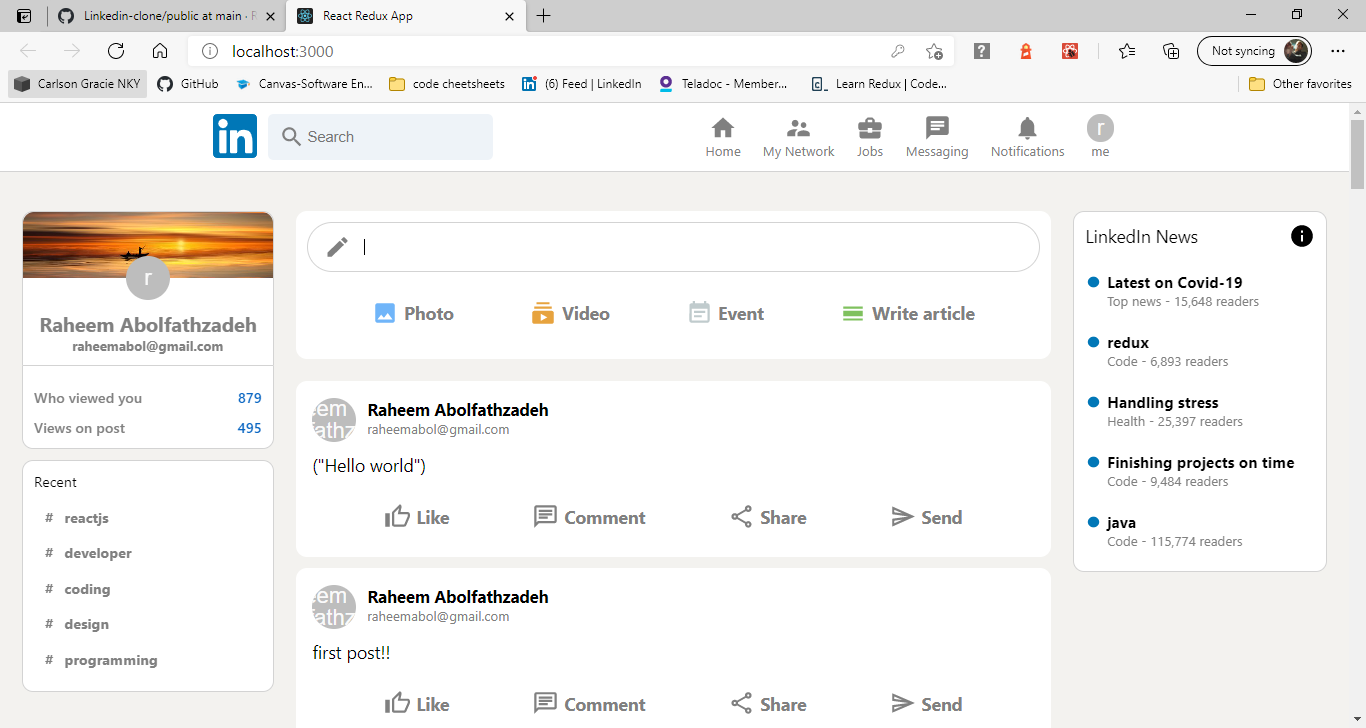 Linkedin-clone/public at main · R
React Redux App
localhost:3000
Not syncing
Carlson Gracie NKY
GitHub
Canvas-Software En...
code cheetsheets
(6) Feed | LinkedIn
Teladoc - Member...
Learn Redux | Code...
Other favorites
in
Search
Home
My Network
Jobs
Messaging
Notifications
r
me
r
Raheem Abolfathzadeh
raheemabol@gmail.com
Who viewed you 879
Views on post 495
Recent
# reactjs
# developer
# coding
# design
# programming
Photo
Video
Event
Write article
eem
athz
Raheem Abolfathzadeh
raheemabol@gmail.com
("Hello world")
Like
Comment
Share
Send
eem
athz
Raheem Abolfathzadeh
raheemabol@gmail.com
first post!!
Like
Comment
Share
Send
LinkedIn News
Latest on Covid-19
Top news - 15,648 readers
redux
Code - 6,893 readers
Handling stress
Health - 25,397 readers
Finishing projects on time
Code - 9,484 readers
java
Code - 115,774 readers